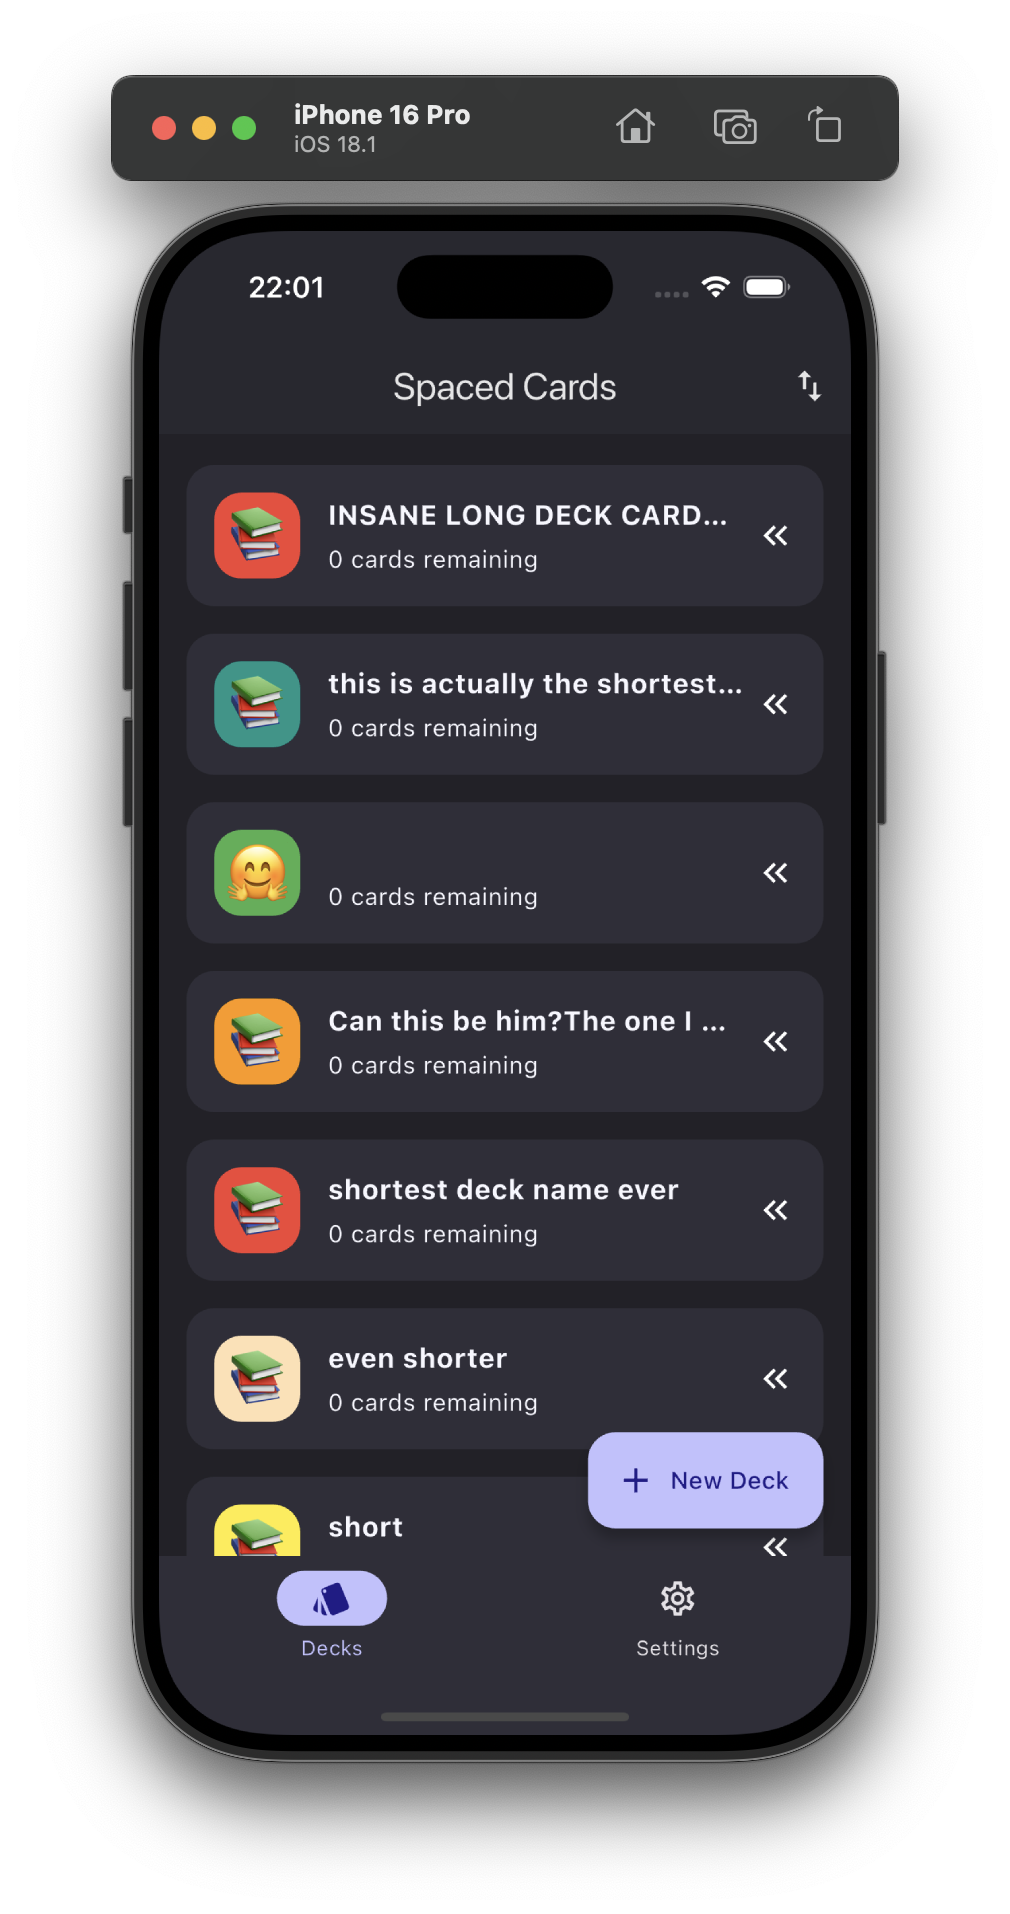 iPhone 16 Pro
iOS 18.1
22:01
Spaced Cards
INSANE LONG DECK CARD...
0 cards remaining
this is actually the shortest...
0 cards remaining
0 cards remaining
Can this be him?The one I ...
0 cards remaining
shortest deck name ever
0 cards remaining
even shorter
0 cards remaining
New Deck
short
Decks
Settings